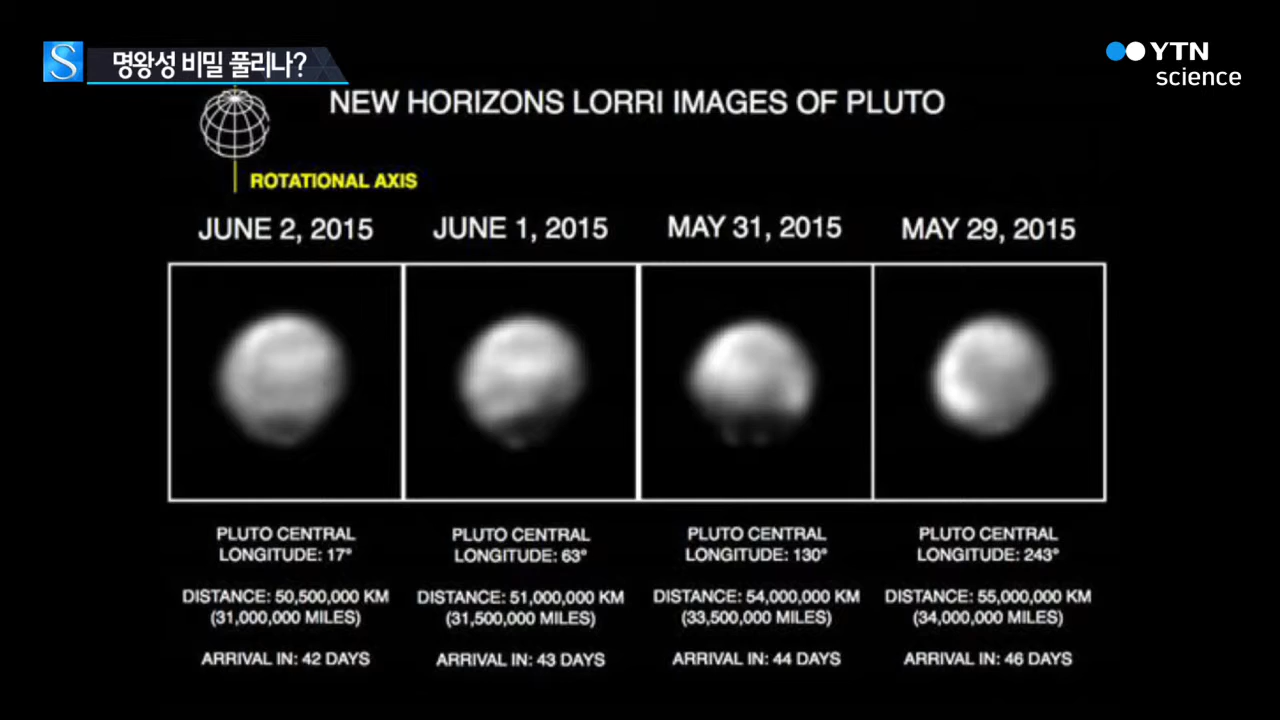 S 명왕성 비밀 풀리나?
YTN
science
NEW HORIZONS LORRI IMAGES OF PLUTO
ROTATIONAL AXIS
JUNE 2, 2015
JUNE 1, 2015
MAY 31, 2015
MAY 29, 2015
PLUTO CENTRAL
LONGITUDE: 17°
PLUTO CENTRAL
LONGITUDE: 63°
PLUTO CENTRAL
LONGITUDE: 130°
PLUTO CENTRAL
LONGITUDE: 243°
DISTANCE: 50,500,000 KM
(31,000,000 MILES)
DISTANCE: 51,000,000 KM
(31,500,000 MILES)
DISTANCE: 54,000,000 KM
(33,500,000 MILES)
DISTANCE: 55,000,000 KM
(34,000,000 MILES)
ARRIVAL IN: 42 DAYS
ARRIVAL IN: 43 DAYS
ARRIVAL IN: 44 DAYS
ARRIVAL IN: 46 DAYS